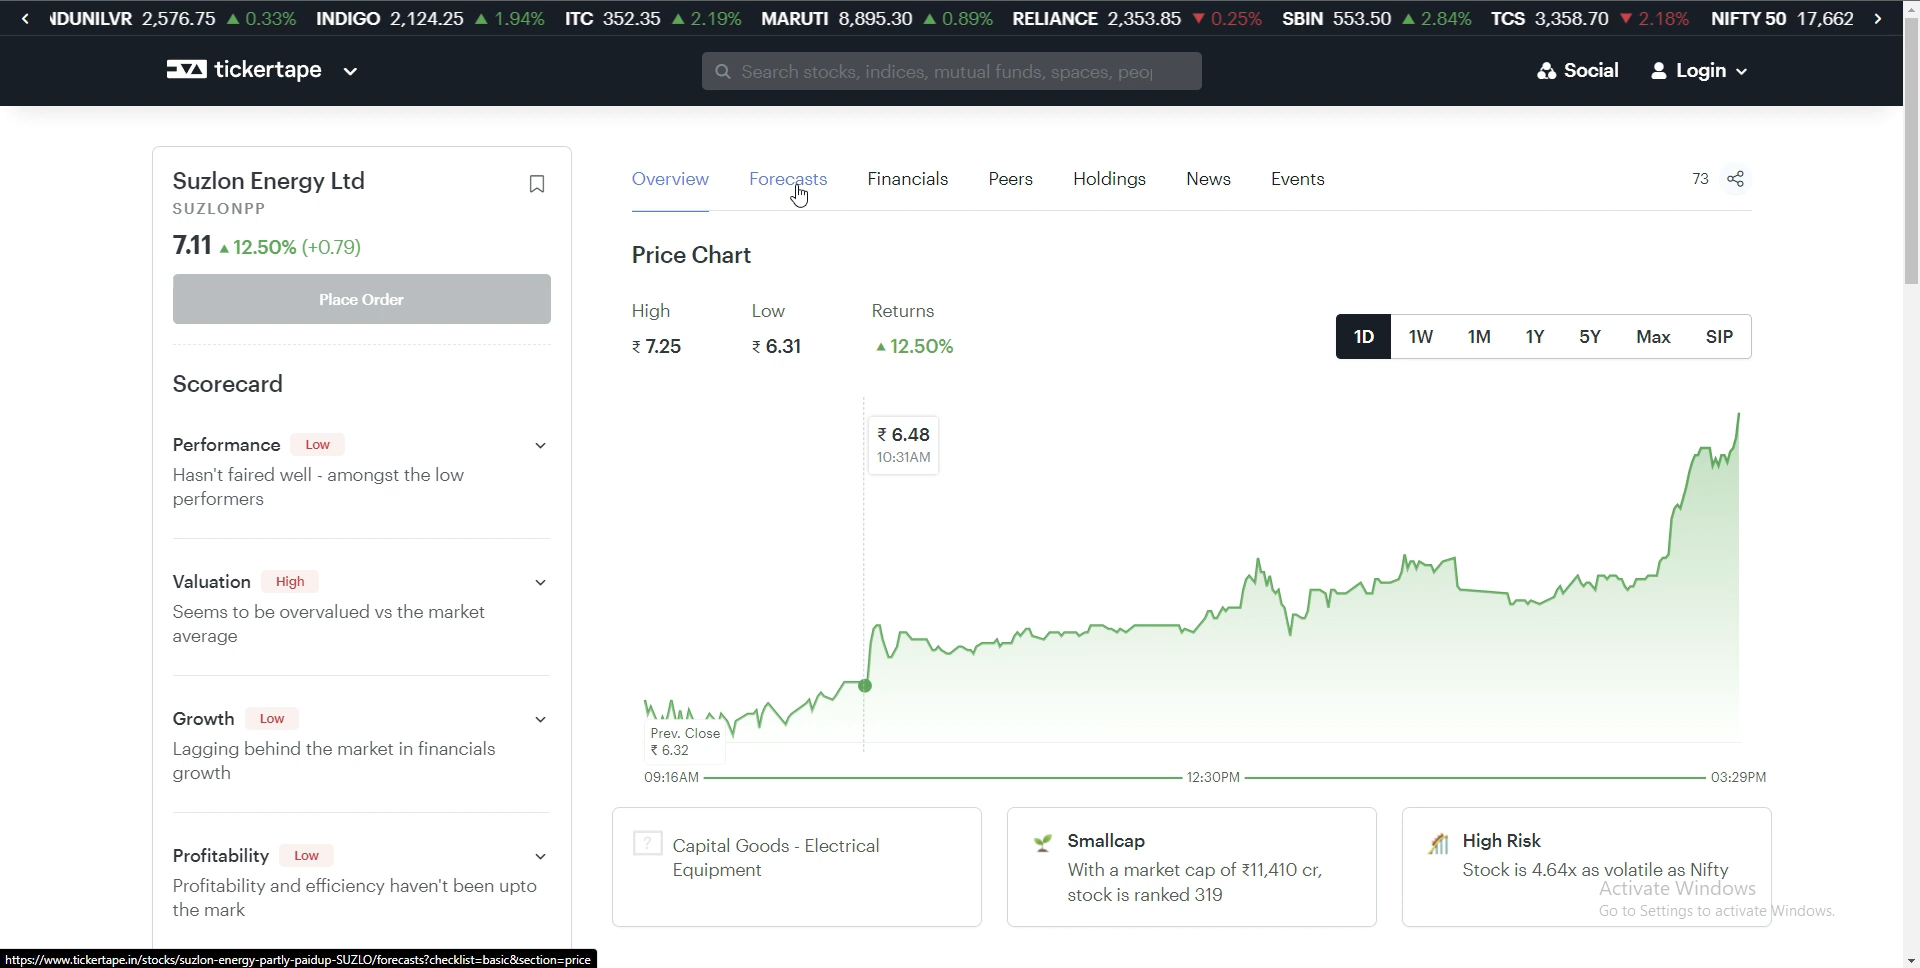 NDUNILVR 2,576.75 ▲ 0.33% INDIGO 2,124.25 ▲ 1.94% ITC 352.35 ▲ 2.19% MARUTI 8,895.30 ▲ 0.89% RELIANCE 2,353.85 ▼ 0.25% SBIN 553.50 ▲ 2.84% TCS 3,358.70 ▼ 2.18% NIFTY 50 17,662
tickertape
Search stocks, indices, mutual funds, spaces, peop
Social
Login
Suzlon Energy Ltd
SUZLONPP
7.11 ▲ 12.50% (+0.79)
Place Order
Scorecard
Performance Low
Hasn't faired well - amongst the low
performers
Valuation High
Seems to be overvalued vs the market
average
Growth Low
Lagging behind the market in financials
growth
Profitability Low
Profitability and efficiency haven't been upto
the mark
Overview Forecasts Financials Peers Holdings News Events
73
Price Chart
High Low Returns
₹ 7.25 ₹ 6.31 ▲ 12.50%
1D 1W 1M 1Y 5Y Max SIP
₹ 6.48
10:31AM
Prev. Close
₹ 6.32
09:16AM 12:30PM 03:29PM
?
Capital Goods - Electrical
Equipment
Smallcap
With a market cap of ₹11,410 cr,
stock is ranked 319
High Risk
Stock is 4.64x as volatile as Nifty
Activate Windows
Go to Settings to activate Windows.
https://www.tickertape.in/stocks/suzlon-energy-partly-paidup-SUZLO/forecasts?checklist=basic&section=price